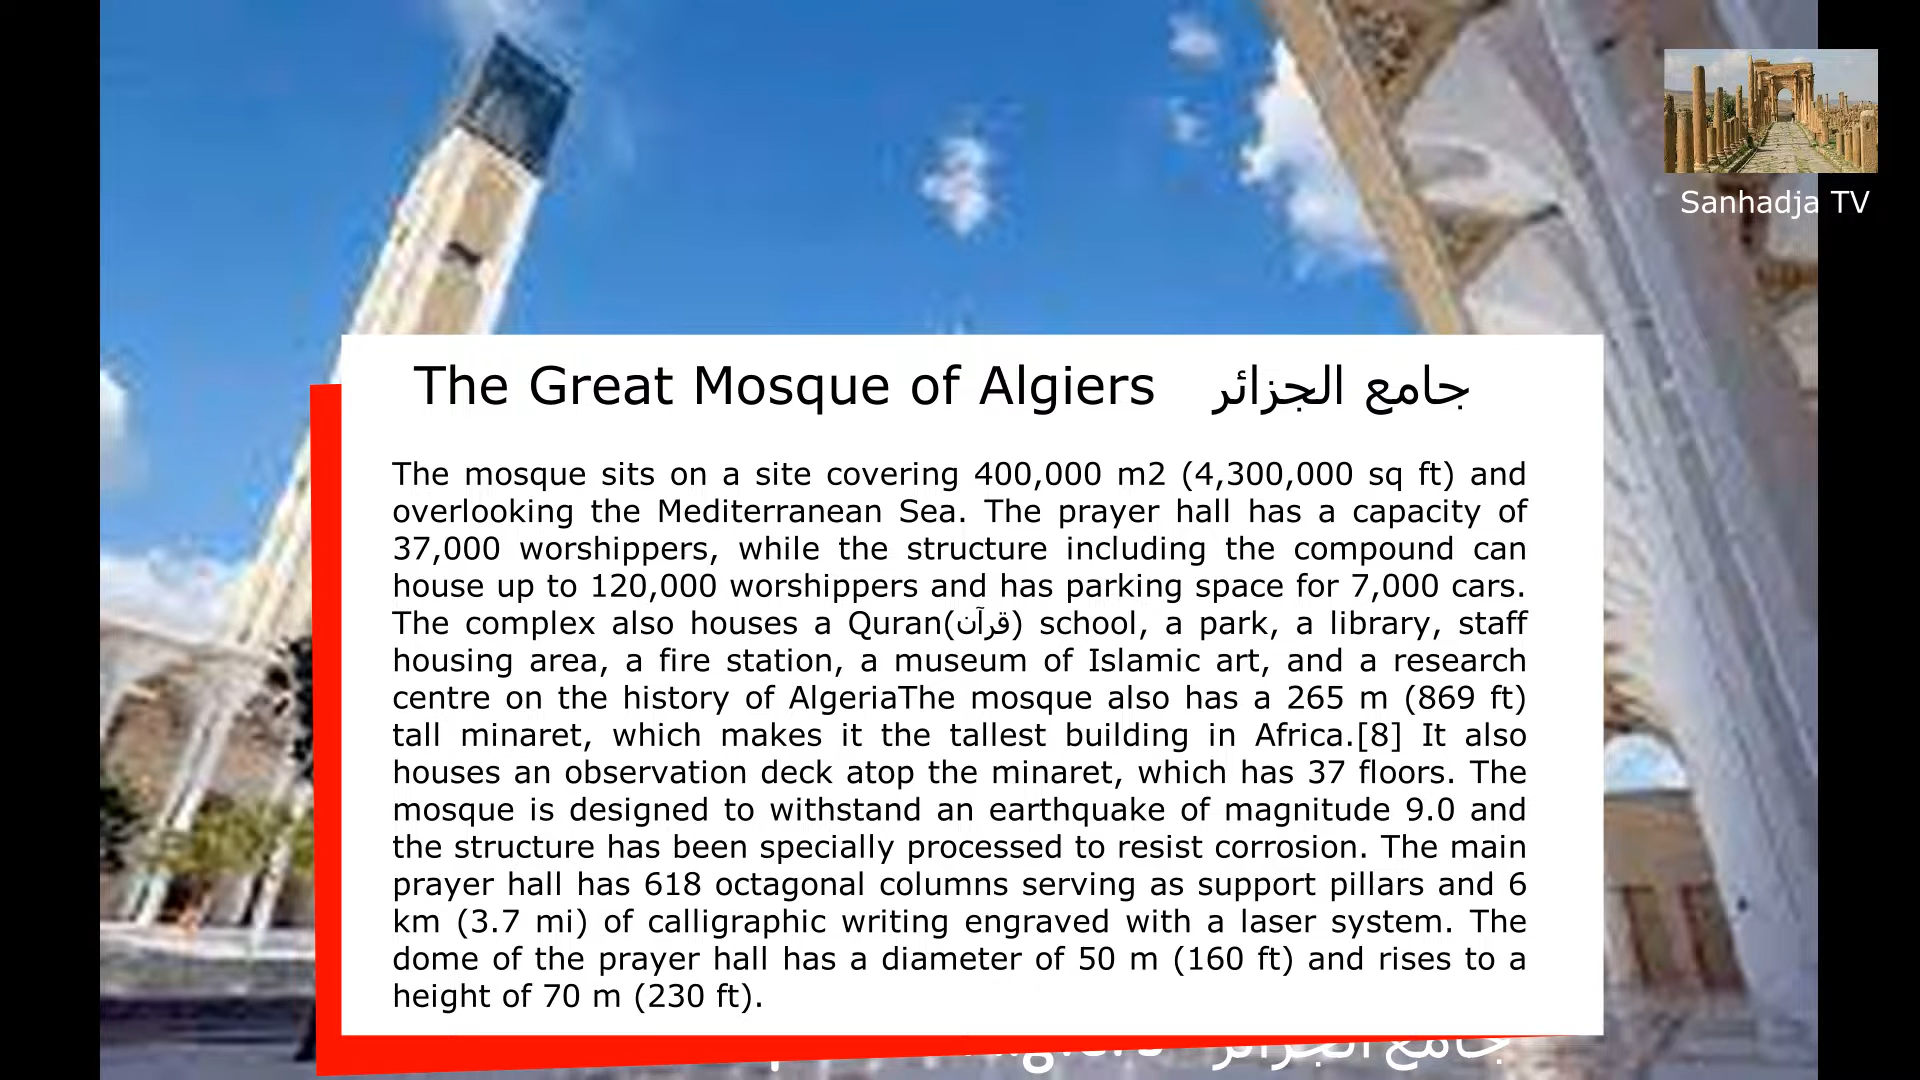 Sanhadja TV
The Great Mosque of Algiers جامع الجزائر
The mosque sits on a site covering 400,000 m2 (4,300,000 sq ft) and
overlooking the Mediterranean Sea. The prayer hall has a capacity of
37,000 worshippers, while the structure including the compound can
house up to 120,000 worshippers and has parking space for 7,000 cars.
The complex also houses a Quran(قرآن) school, a park, a library, staff
housing area, a fire station, a museum of Islamic art, and a research
centre on the history of AlgeriaThe mosque also has a 265 m (869 ft)
tall minaret, which makes it the tallest building in Africa.[8] It also
houses an observation deck atop the minaret, which has 37 floors. The
mosque is designed to withstand an earthquake of magnitude 9.0 and
the structure has been specially processed to resist corrosion. The main
prayer hall has 618 octagonal columns serving as support pillars and 6
km (3.7 mi) of calligraphic writing engraved with a laser system. The
dome of the prayer hall has a diameter of 50 m (160 ft) and rises to a
height of 70 m (230 ft).
جامع الجزائر